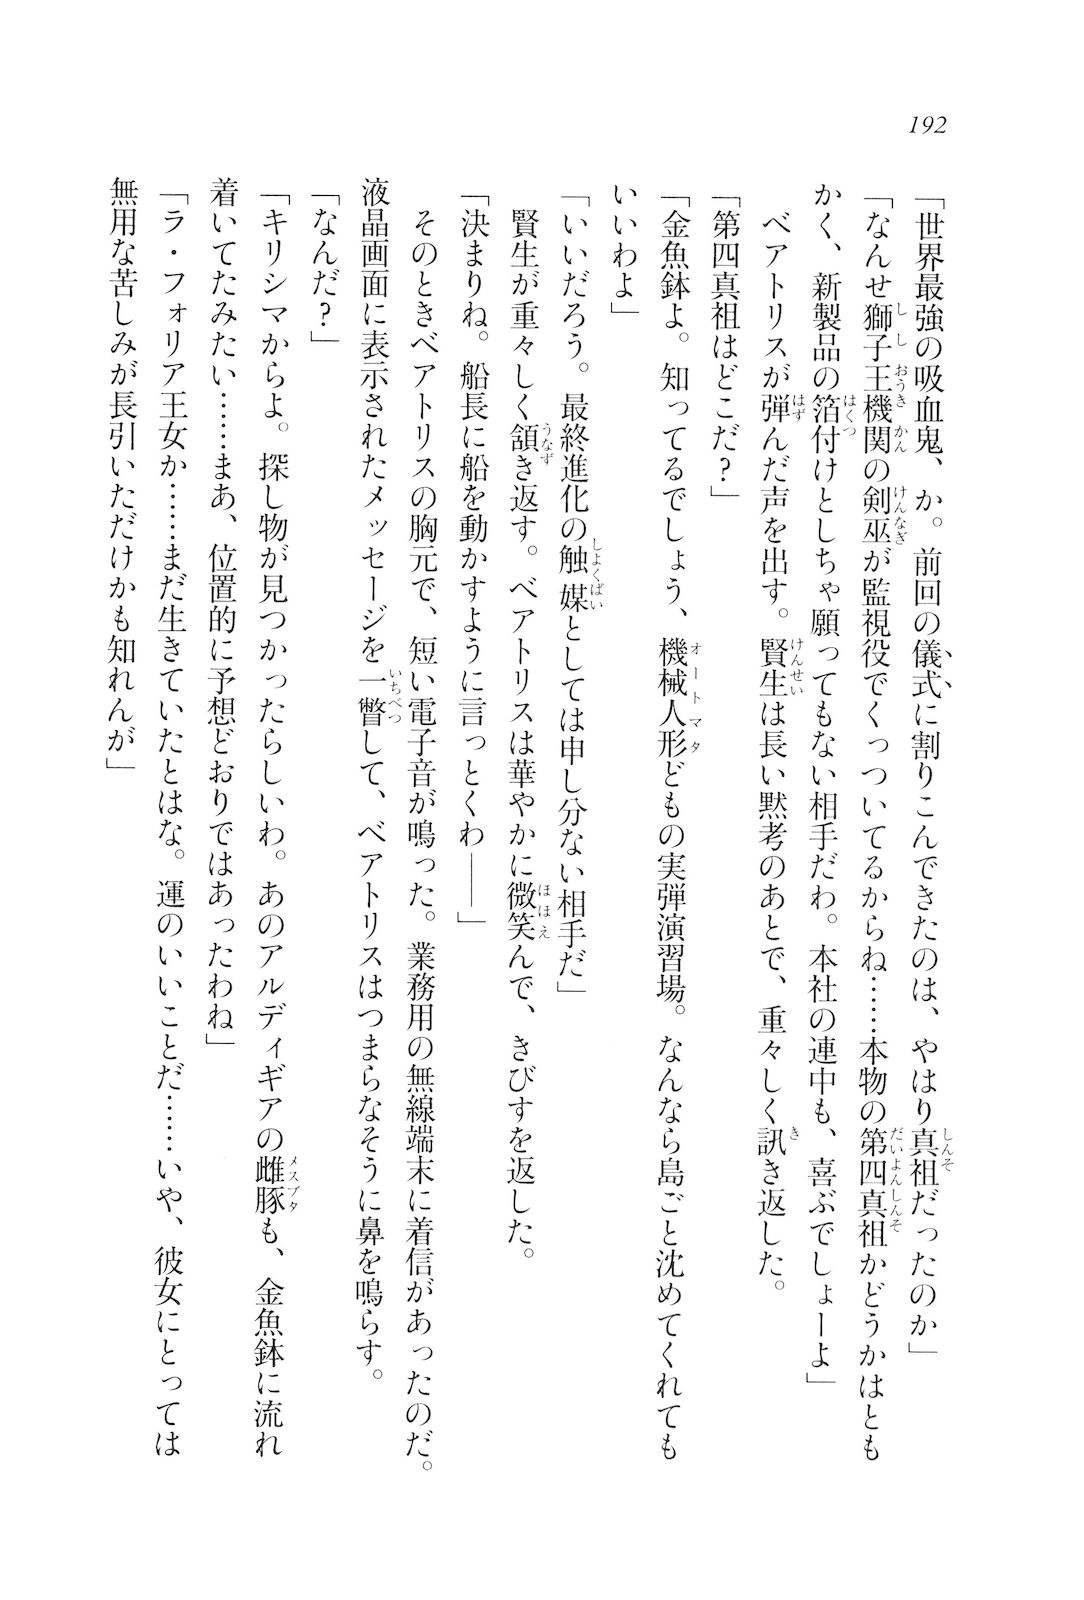 192
「世界最強の吸血鬼、か。前回の儀式に割りこんできたのは、やはり真祖だったのか」
「なんせ獅子王機関の剣巫が監視役でくっついてるからね……本物の第四真祖かどうかはとも
かく、新製品の箔付けとしちゃ願ってもない相手だわ。本社の連中も、喜ぶでしょーよ」
　ベアトリスが弾んだ声を出す。賢生は長い黙考のあとで、重々しく訊き返した。
「第四真祖はどこだ？」
「金魚鉢よ。知ってるでしょう、機械人形どもの実弾演習場。なんなら島ごと沈めてくれても
いいわよ」
「いいだろう。最終進化の触媒としては申し分ない相手だ」
　賢生が重々しく頷き返す。ベアトリスは華やかに微笑んで、きびすを返した。
「決まりね。船長に船を動かすように言っとくわ――」
　そのときベアトリスの胸元で、短い電子音が鳴った。業務用の無線端末に着信があったのだ。
液晶画面に表示されたメッセージを一瞥して、ベアトリスはつまらなそうに鼻を鳴らす。
「なんだ？」
「キリシマからよ。探し物が見つかったらしいわ。あのアルディギアの雌豚も、金魚鉢に流れ
着いてたみたい……まあ、位置的に予想どおりではあったわね」
「ラ・フォリア王女か……まだ生きていたとはな。運のいいことだ……いや、彼女にとっては
無用な苦しみが長引いただけかも知れんが」